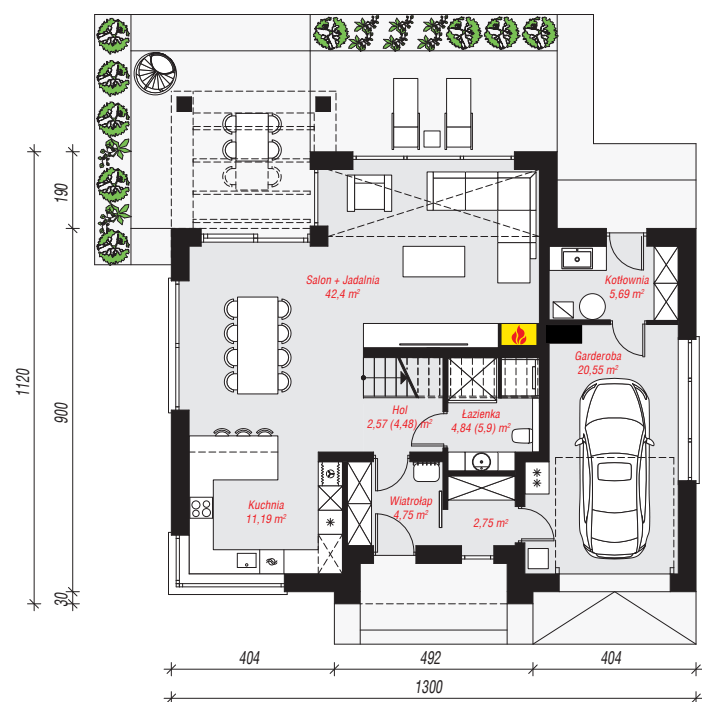 190
Salon + Jadalnia
42,4 m²
Kotłownia
5,69 m²
Garderoba
20,55 m²
1120
900
Hol
2,57 (4,48) m²
Łazienka
4,84 (5,9) m²
Kuchnia
11,19 m²
Wiatrołap
4,75 m²
2,75 m²
30
404
492
404
1300